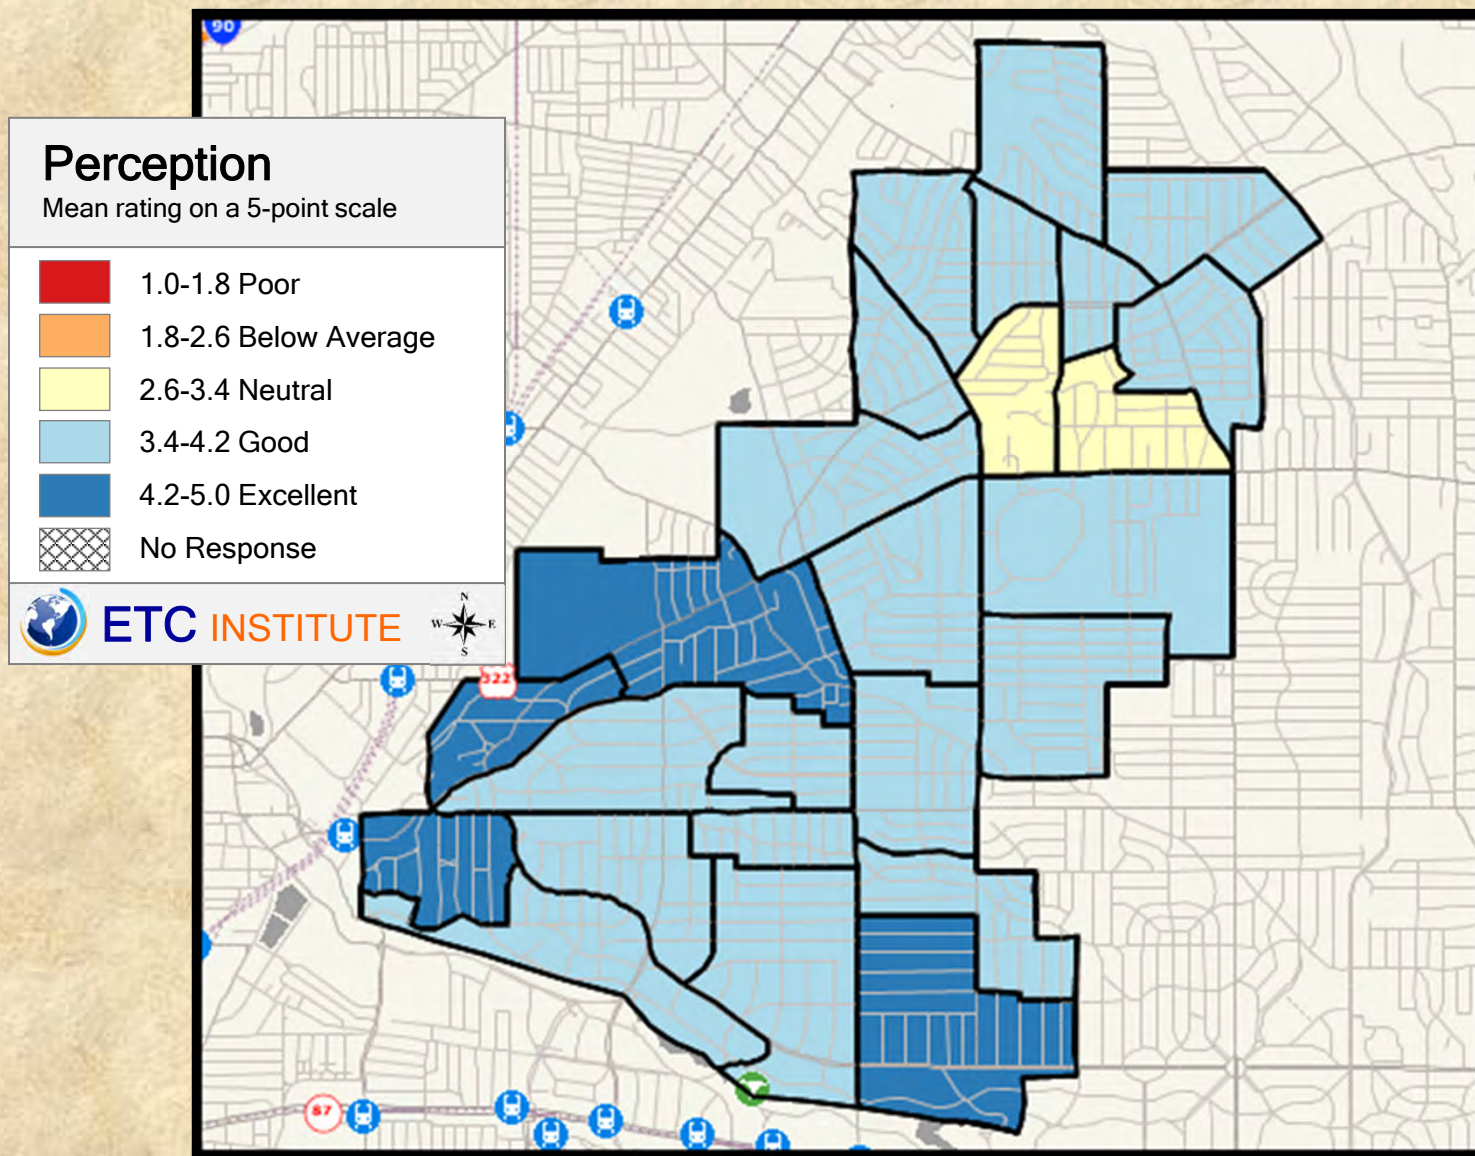 90
Perception
Mean rating on a 5-point scale
1.0-1.8 Poor
1.8-2.6 Below Average
2.6-3.4 Neutral
3.4-4.2 Good
4.2-5.0 Excellent
No Response
ETC INSTITUTE
N
W E
S
322
87